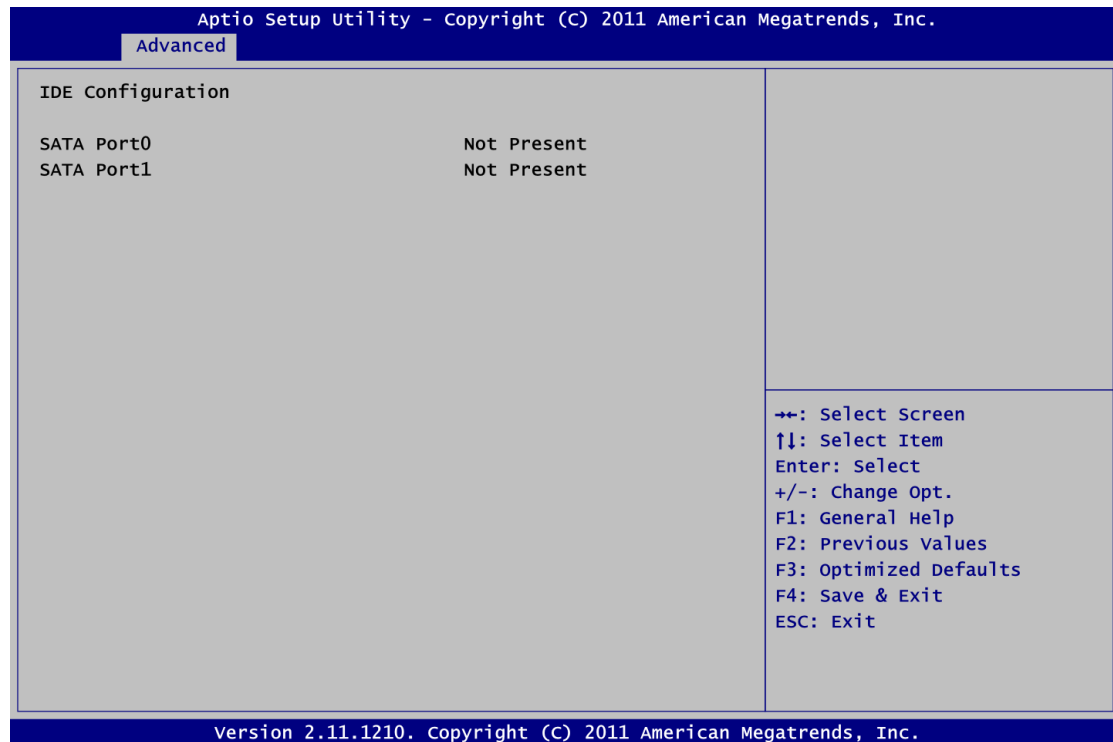 Aptio Setup Utility - Copyright (C) 2011 American Megatrends, Inc.
Advanced
IDE Configuration
SATA Port0 Not Present
SATA Port1 Not Present
→←: Select Screen
↑↓: Select Item
Enter: Select
+/-: Change Opt.
F1: General Help
F2: Previous Values
F3: Optimized Defaults
F4: Save & Exit
ESC: Exit
Version 2.11.1210. Copyright (C) 2011 American Megatrends, Inc.